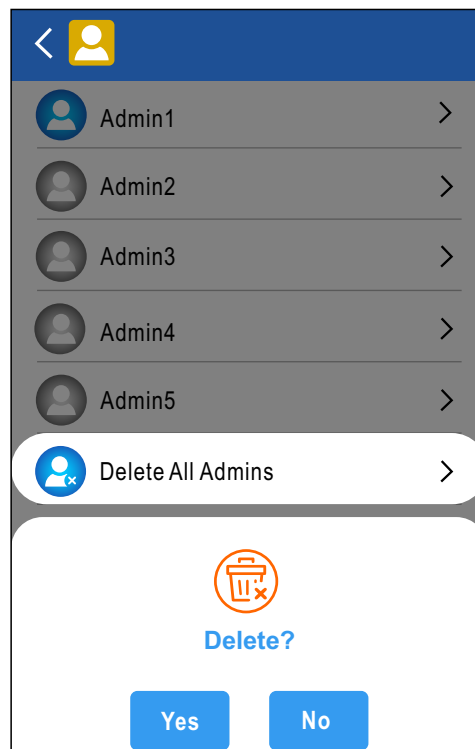 Admin1
Admin2
Admin3
Admin4
Admin5
Delete All Admins
Delete?
Yes
No